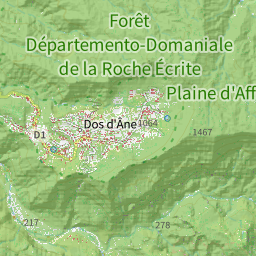 Forêt
Départemento-Domaniale
de la Roche Écrite
Plaine d'Aff
Dos d'Âne
1064
1467
D1
217
278